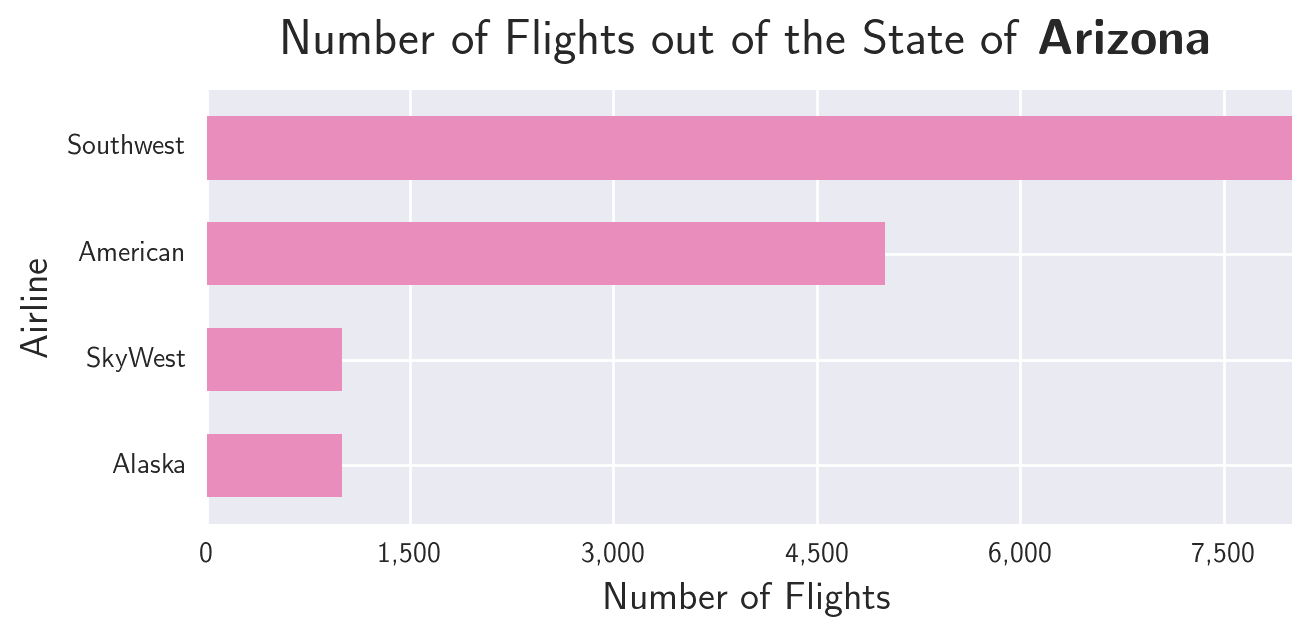 Number of Flights out of the State of Arizona
Southwest
American
SkyWest
Alaska
Airline
0 1,500 3,000 4,500 6,000 7,500
Number of Flights